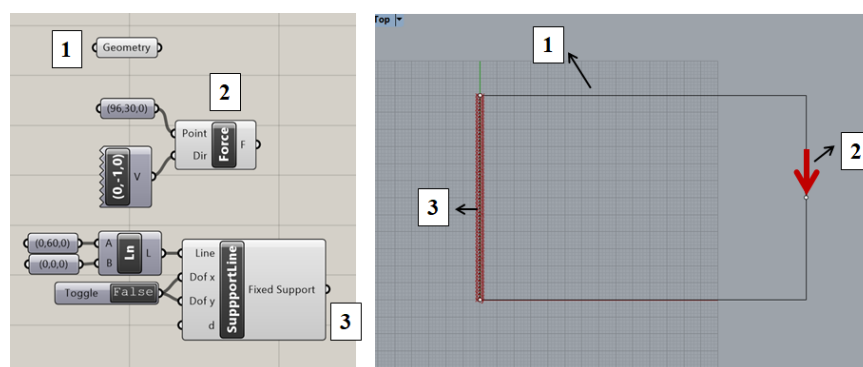 1
Geometry
2
(96,30,0)
Point
Dir
Force
F
(0,-1,0)
V
(0,60,0)
(0,0,0)
A
B
Ln
L
Toggle
False
Line
Dof x
Dof y
d
SuppportLine
Fixed Support
3
Top
1
2
3